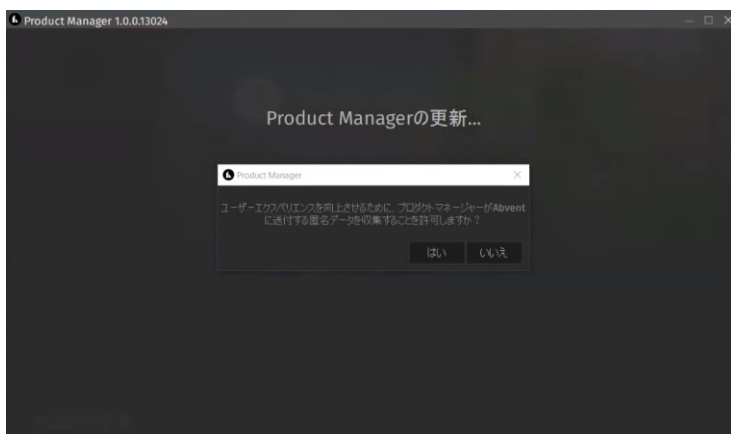 Product Manager 1.0.0.13024
Product Managerの更新...
Product Manager
ユーザーエクスペリエンスを向上させるために、プロダクトマネージャーがAbvent
に送付する匿名データを収集することを許可しますか？
はい いいえ